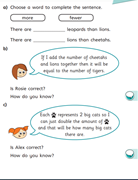 a) Choose a word to complete the sentence.
more fewer
There are ________ leopards than lions.
There are ________ lions than cheetahs.
b)
If I add the number of cheetahs
and lions together then it will be
equal to the number of tigers.
Is Rosie correct?
How do you know?
c)
Each represents 2 big cats so I
can just double the amount of
and that will be how many big cats
there are
Is Alex correct?
How do you know?